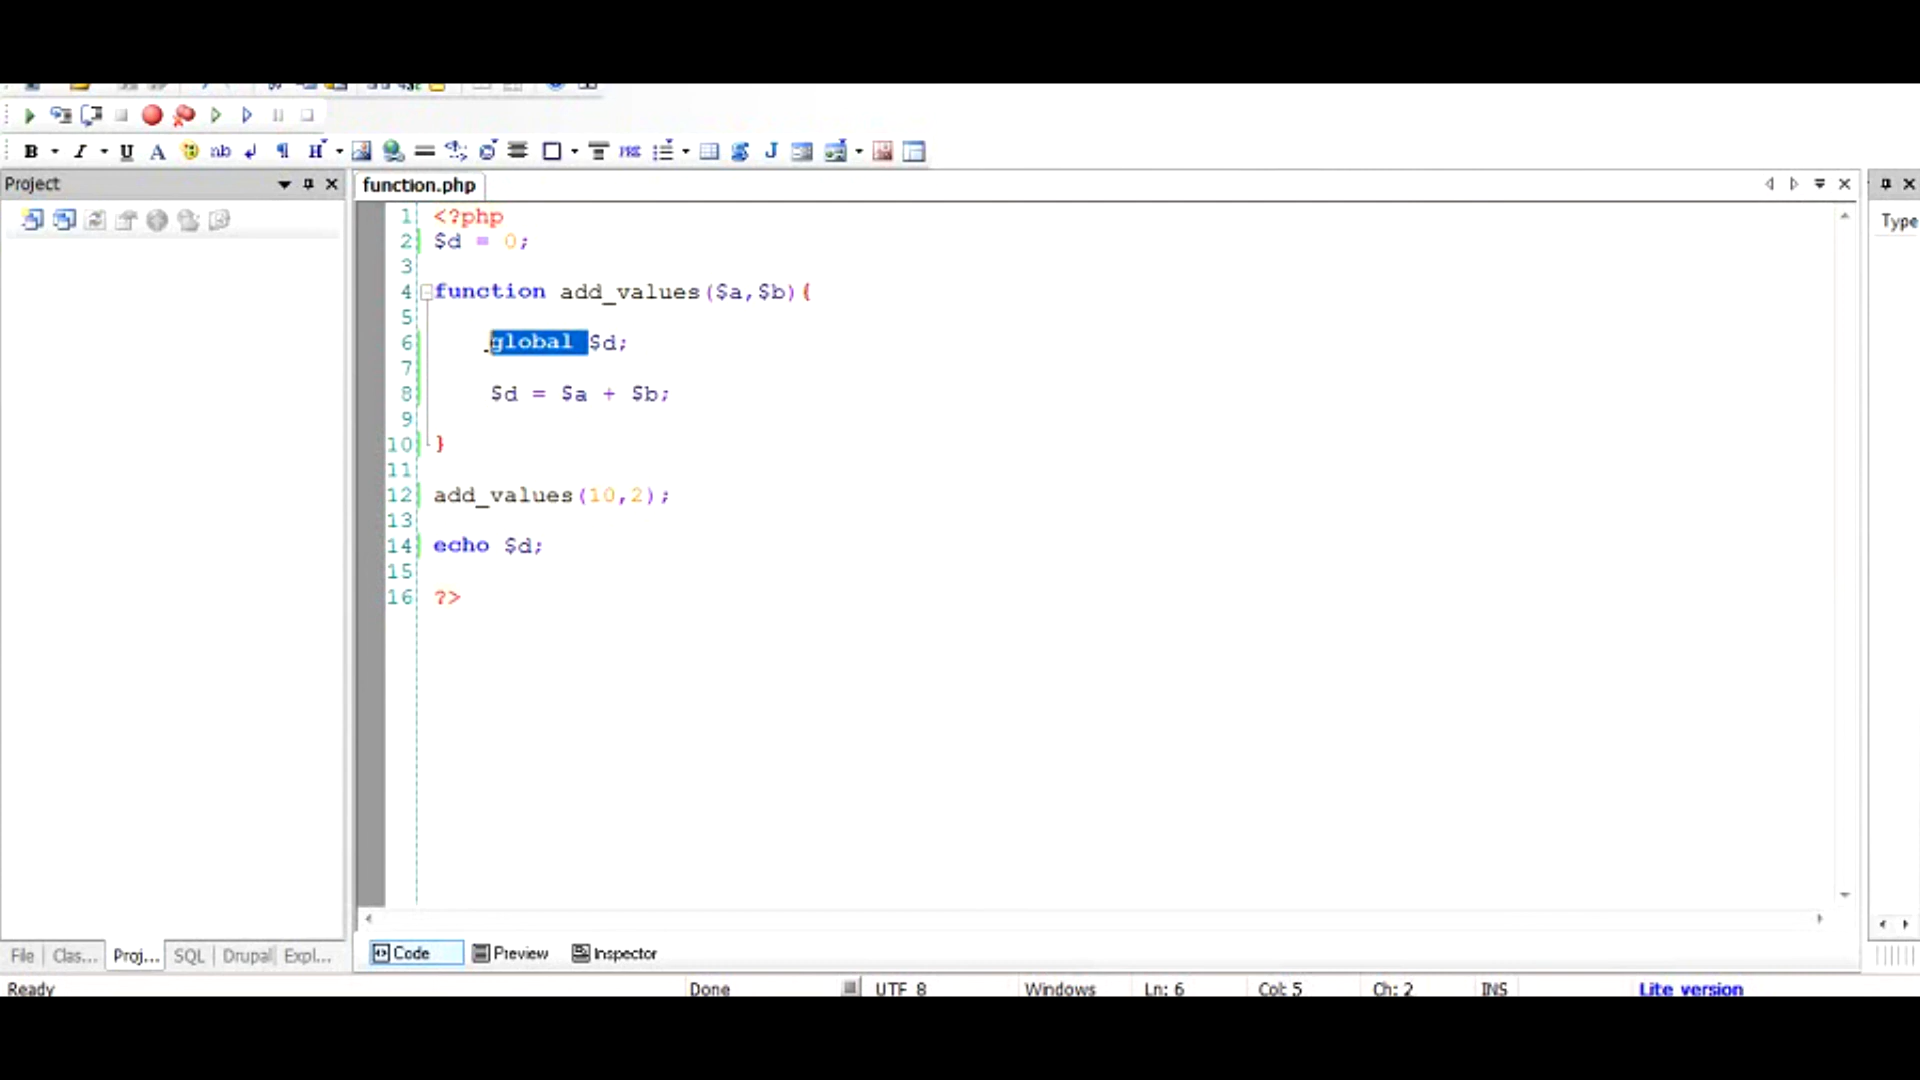 B I U A ab H PRE J
Project
function.php
Type
1 <?php
2 $d = 0;
3
4 function add_values($a,$b){
5
6 global $d;
7
8 $d = $a + $b;
9
10 }
11
12 add_values(10,2);
13
14 echo $d;
15
16 ?>
File Clas... Proj... SQL Drupal Expl...
Code Preview Inspector
Ready Done UTF 8 Windows Ln: 6 Col: 5 Ch: 2 INS Lite version